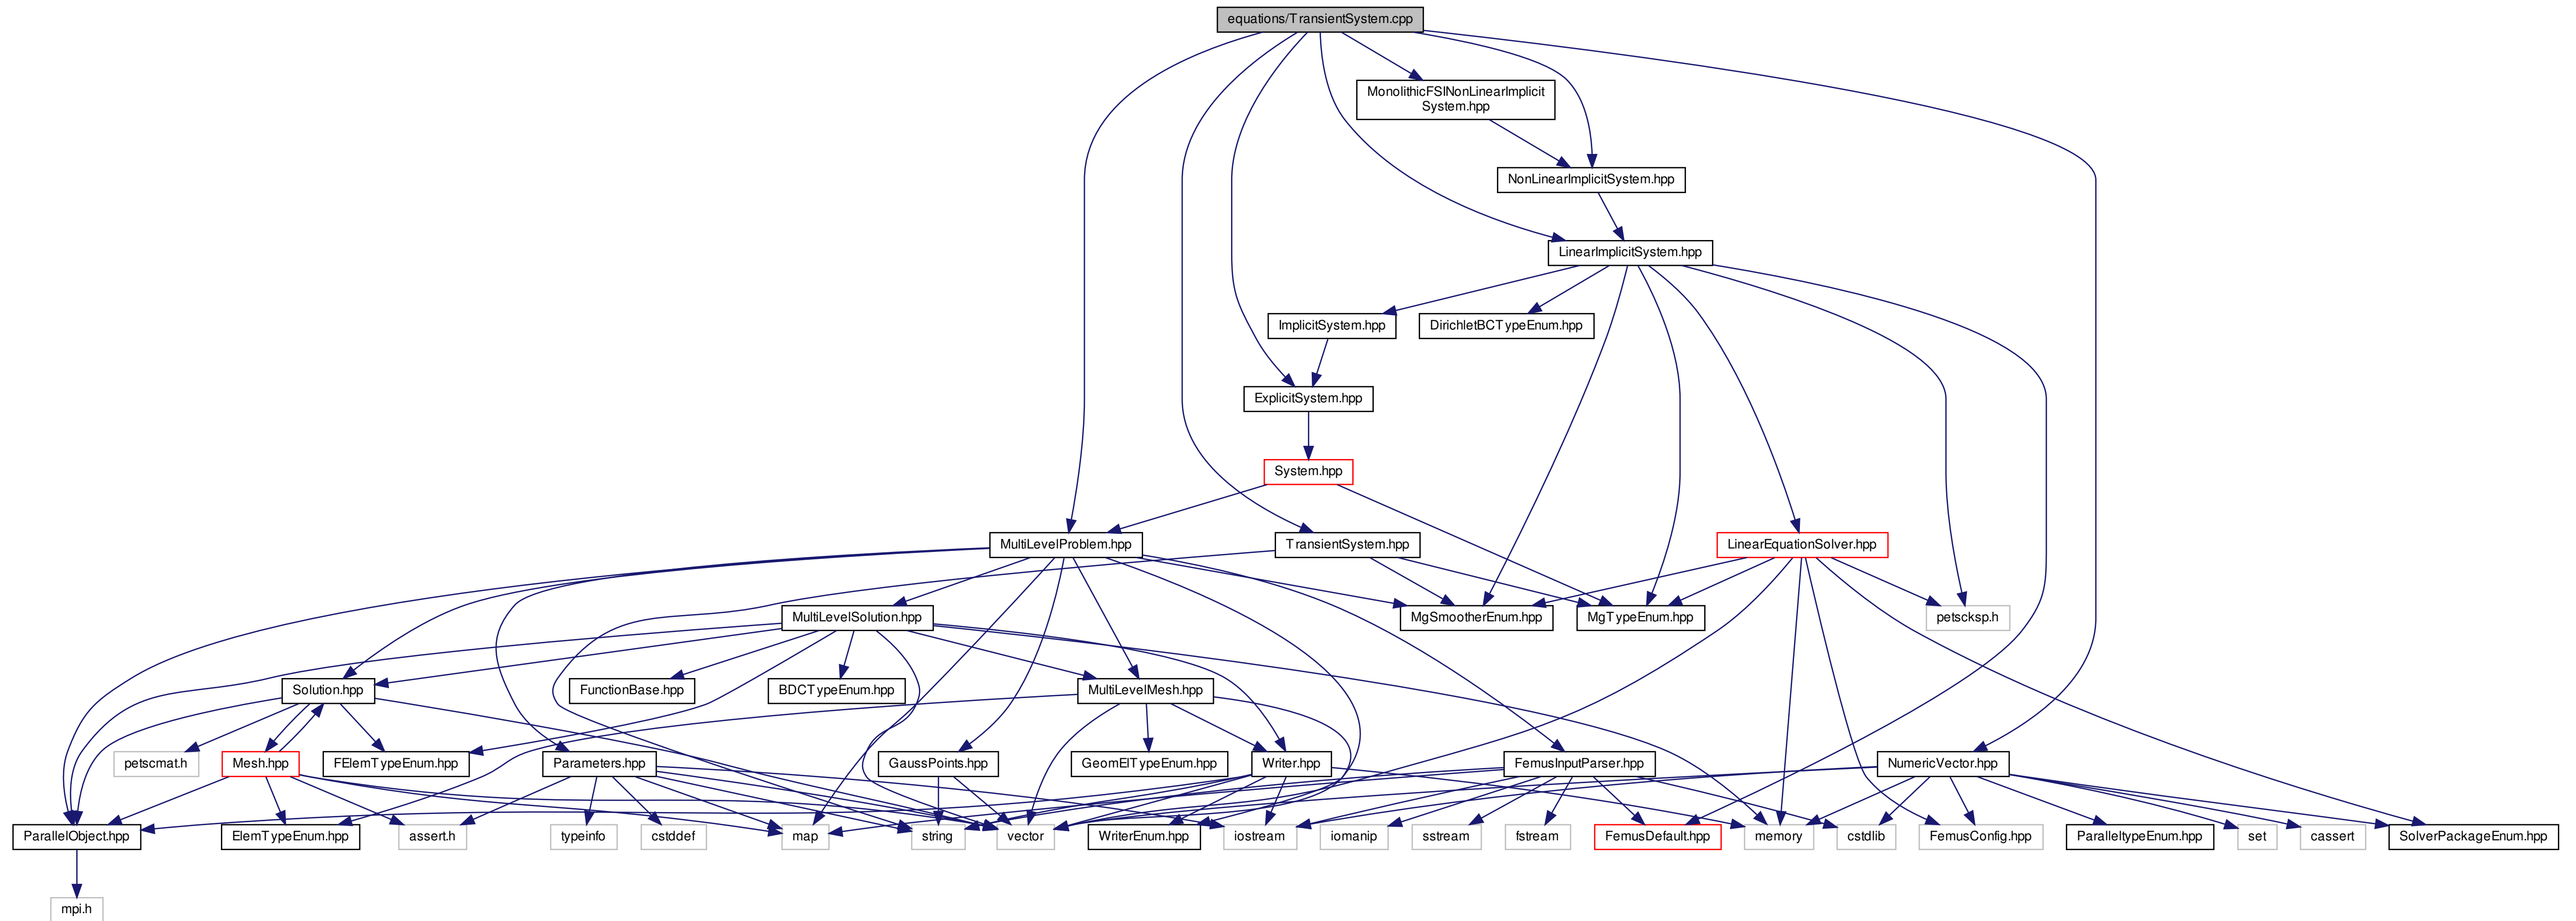 equations/TransientSystem.cpp
MonolithicFSINonLinearImplicit
System.hpp
NonLinearImplicitSystem.hpp
LinearImplicitSystem.hpp
ImplicitSystem.hpp
DirichletBCTypeEnum.hpp
ExplicitSystem.hpp
System.hpp
MultiLevelProblem.hpp
TransientSystem.hpp
LinearEquationSolver.hpp
MultiLevelSolution.hpp
MgSmootherEnum.hpp
MgTypeEnum.hpp
petscksp.h
Solution.hpp
FunctionBase.hpp
BDCTypeEnum.hpp
MultiLevelMesh.hpp
petscmat.h
Mesh.hpp
FElemTypeEnum.hpp
Parameters.hpp
GaussPoints.hpp
GeomElTypeEnum.hpp
Writer.hpp
FemusInputParser.hpp
NumericVector.hpp
ParallelObject.hpp
ElemTypeEnum.hpp
assert.h
typeinfo
cstddef
map
string
vector
WriterEnum.hpp
iostream
iomanip
sstream
fstream
FemusDefault.hpp
memory
cstdlib
FemusConfig.hpp
ParalleltypeEnum.hpp
set
cassert
SolverPackageEnum.hpp
mpi.h